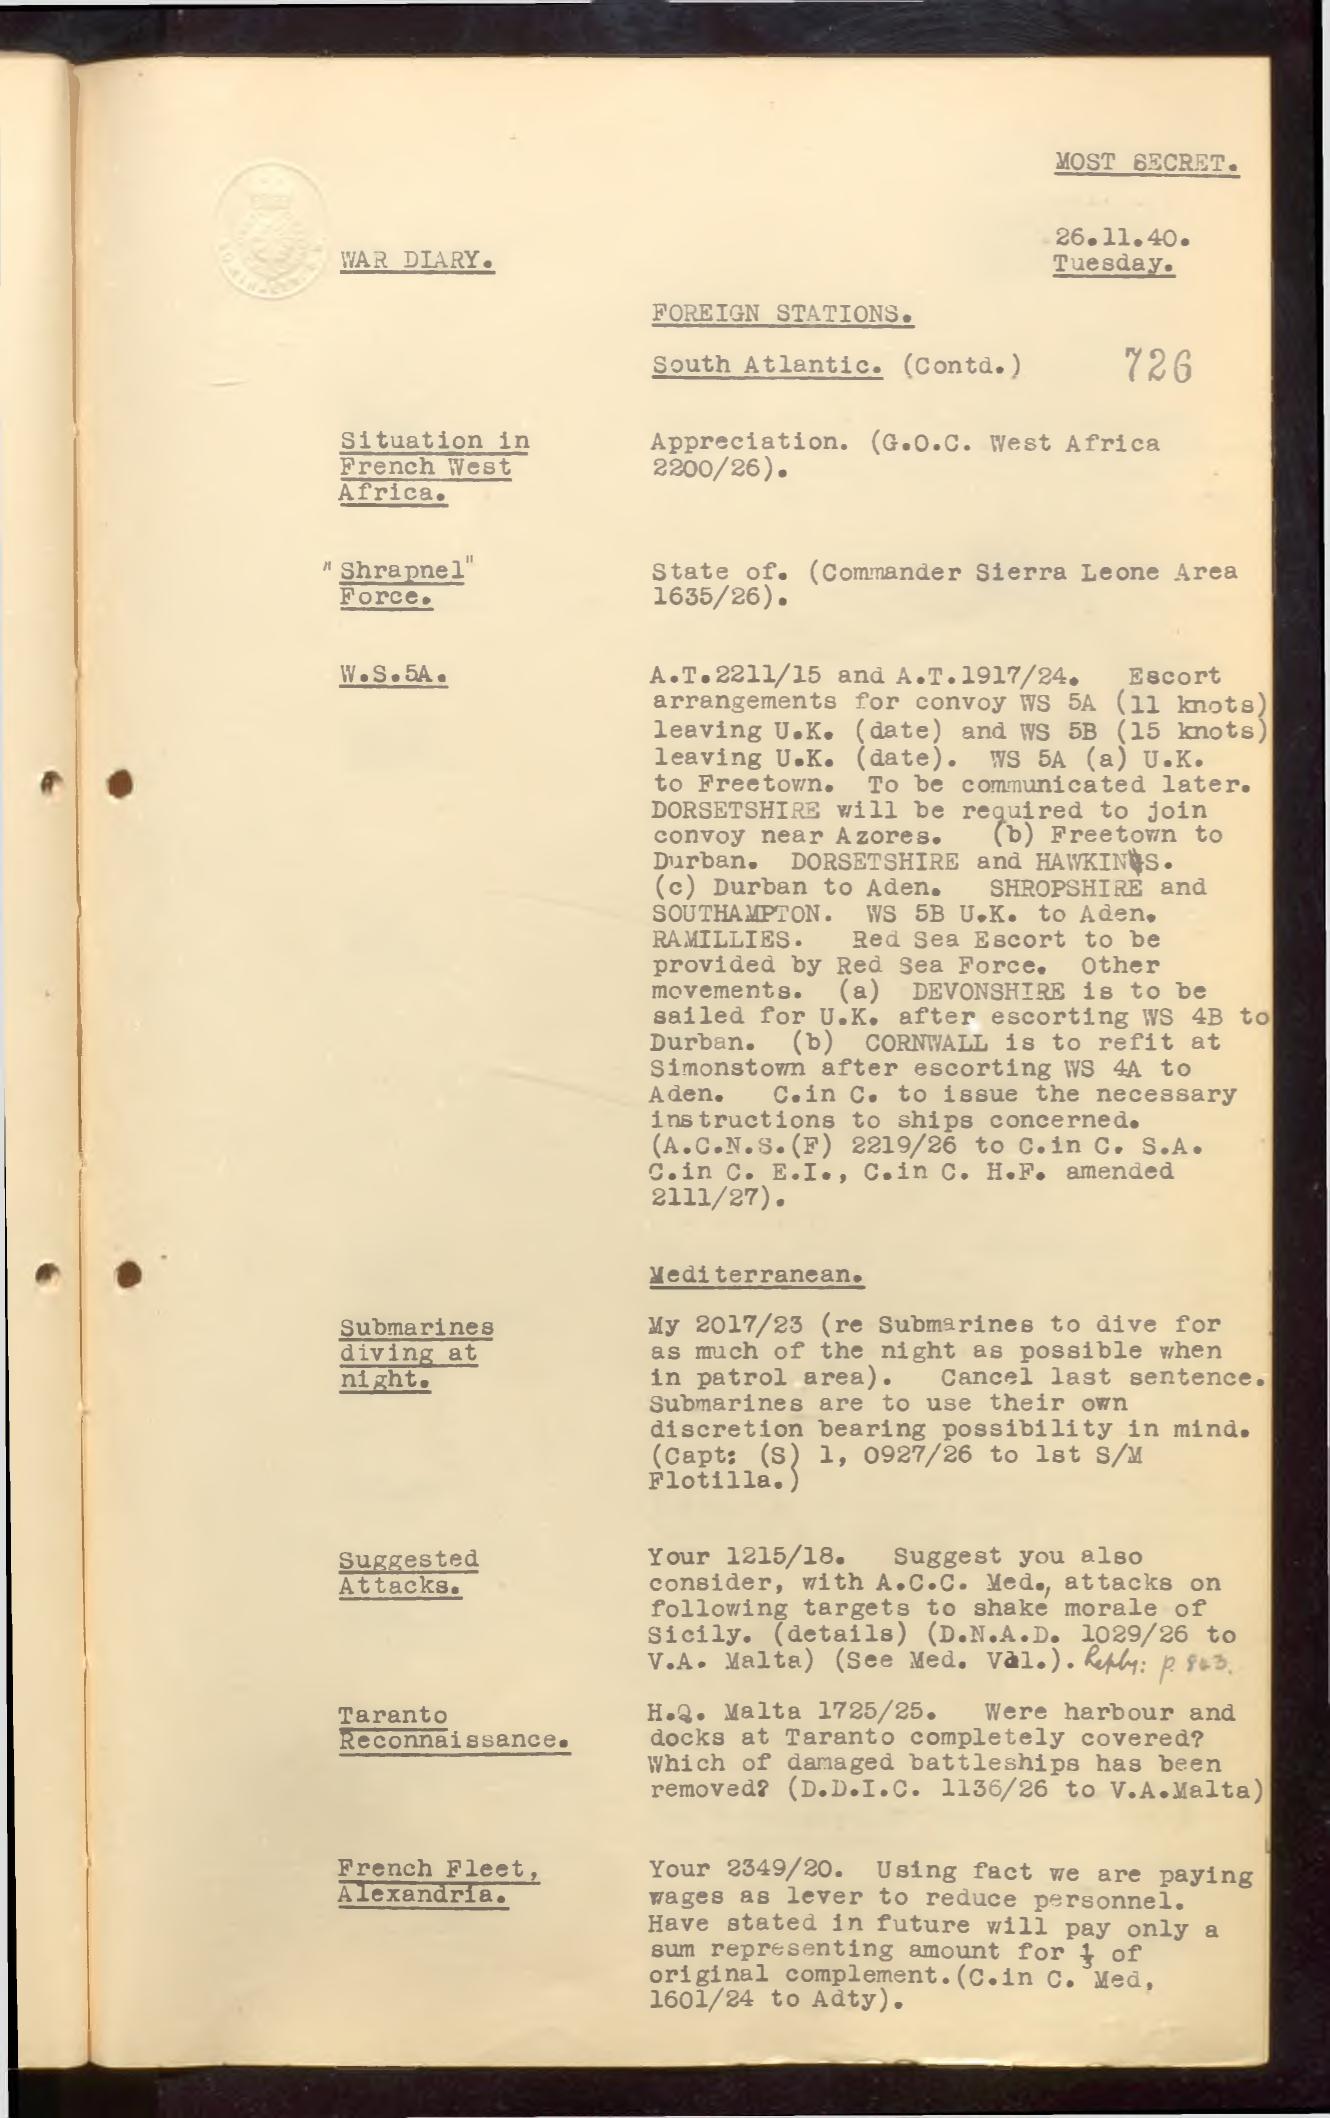 MOST SECRET.
26.11.40.
Tuesday.
WAR DIARY.
FOREIGN STATIONS.
South Atlantic. (Contd.)
726
Situation in
French West
Africa.
Appreciation. (G.O.C. West Africa
2200/26).
"Shrapnel"
Force.
State of. (Commander Sierra Leone Area
1635/26).
W.S.5A.
A.T.2211/15 and A.T.1917/24. Escort
arrangements for convoy WS 5A (11 knots)
leaving U.K. (date) and WS 5B (15 knots)
leaving U.K. (date). WS 5A (a) U.K.
to Freetown. To be communicated later.
DORSETSHIRE will be required to join
convoy near Azores. (b) Freetown to
Durban. DORSETSHIRE and HAWKINS.
(c) Durban to Aden. SHROPSHIRE and
SOUTHAMPTON. WS 5B U.K. to Aden.
RAMILLIES. Red Sea Escort to be
provided by Red Sea Force. Other
movements. (a) DEVONSHIRE is to be
sailed for U.K. after escorting WS 4B to
Durban. (b) CORNWALL is to refit at
Simonstown after escorting WS 4A to
Aden. C.in C. to issue the necessary
instructions to ships concerned.
(A.C.N.S.(F) 2219/26 to C.in C. S.A.
C.in C. E.I., C.in C. H.F. amended
2111/27).
Mediterranean.
Submarines
diving at
night.
My 2017/23 (re Submarines to dive for
as much of the night as possible when
in patrol area). Cancel last sentence.
Submarines are to use their own
discretion bearing possibility in mind.
(Capt: (S) 1, 0927/26 to 1st S/M
Flotilla.)
Suggested
Attacks.
Your 1215/18. Suggest you also
consider, with A.C.C. Med., attacks on
following targets to shake morale of
Sicily. (details) (D.N.A.D. 1029/26 to
V.A. Malta) (See Med. Vol.). Reply: p.
Taranto
Reconnaissance.
H.Q. Malta 1725/25. Were harbour and
docks at Taranto completely covered?
Which of damaged battleships has been
removed? (D.D.I.C. 1136/26 to V.A.Malta)
French Fleet,
Alexandria.
Your 2349/20. Using fact we are paying
wages as lever to reduce personnel.
Have stated in future will pay only a
sum representing amount for ⅓ of
original complement.(C.in C. Med,
1601/24 to Adty).